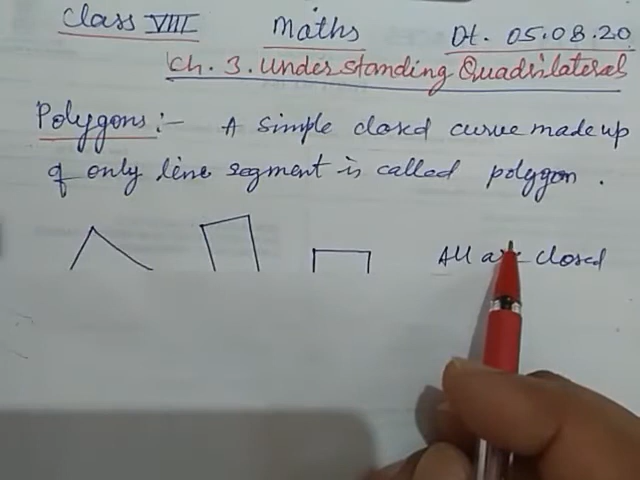 Class VIII Maths Dt. 05.08.20
Ch. 3. Understanding Quadrilateral
Polygons :- A simple closed curve made up
of only line segment is called polygon.
All are closed